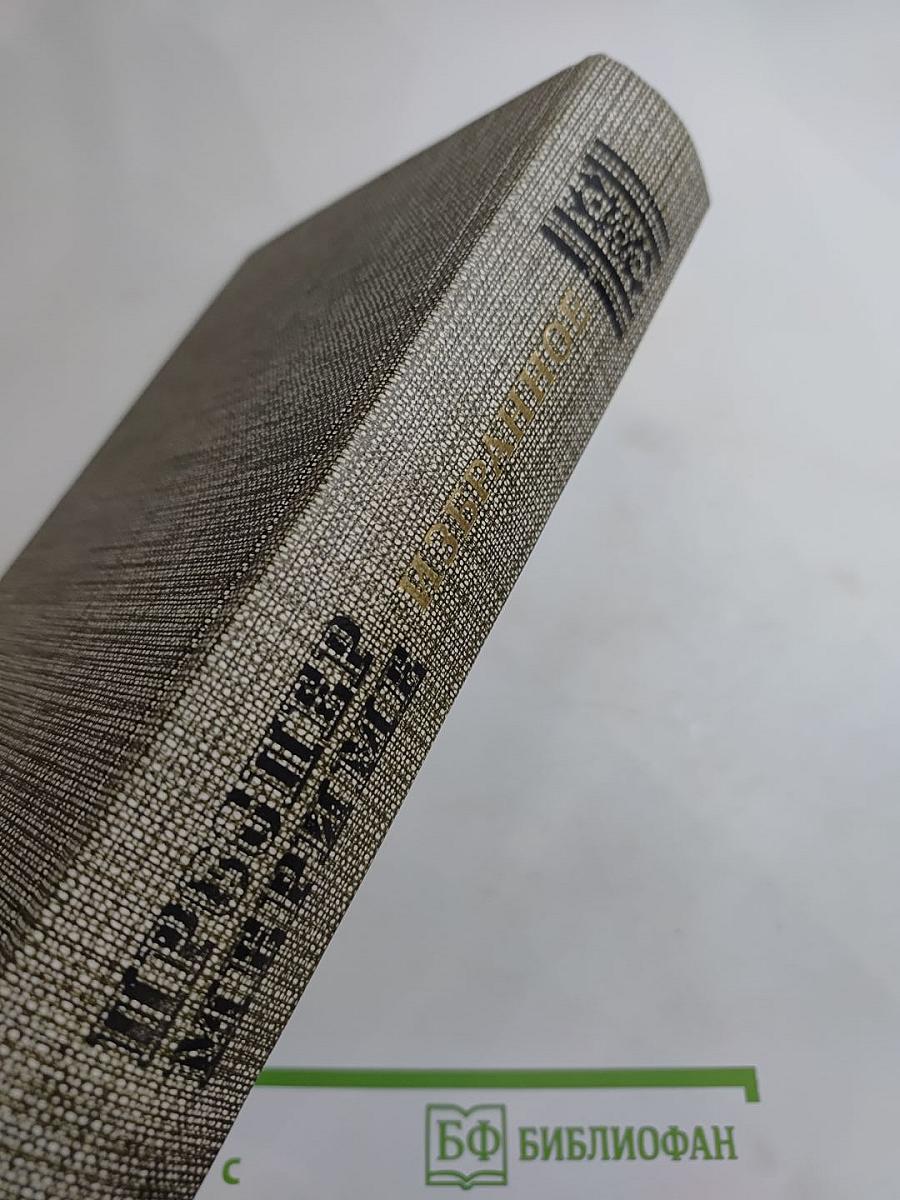 ПРОСПЕР
МЕРИМЕ
ИЗБРАННОЕ
с
БФ БИБЛИОФАН